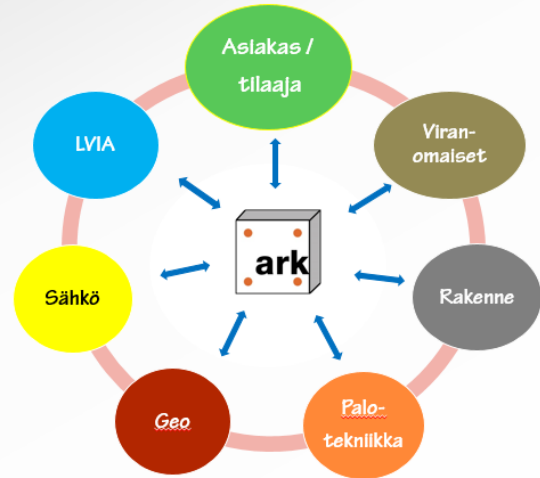 Asiakas /
tilaaja
Viran-
omaiset
LVIA
ark
Sähkö
Rakenne
Geo
Palo-
tekniikka